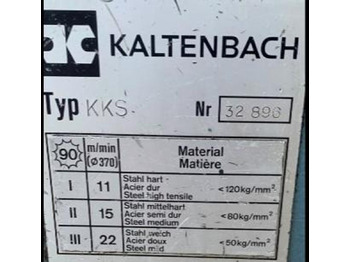 KALTENBACH
Typ KKS Nr 32 896
90 m/min (ø370) Material Matière
I 11 Stahl hart Acier dur Steel high tensile <120kg/mm²
II 15 Stahl mittelhart Acier semi dur Steel medium <80kg/mm²
III 22 Stahl weich Acier doux Steel mild <50kg/mm²